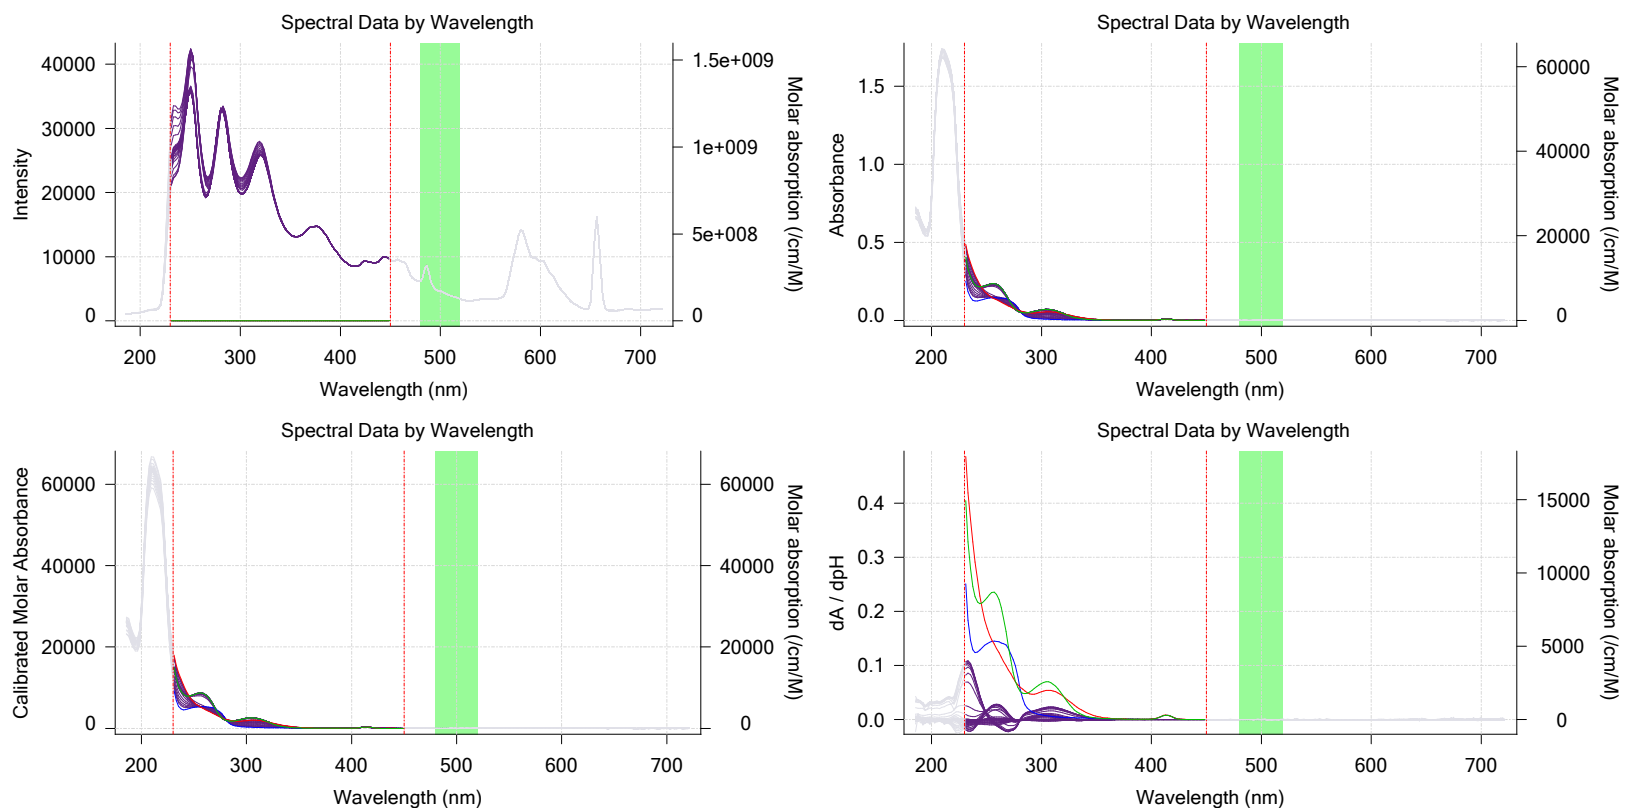 Spectral Data by Wavelength
Intensity
40000
30000
20000
10000
0
1.5e+009
1e+009
5e+008
0
Molar absorption (/cm/M)
200 300 400 500 600 700
Wavelength (nm)
Spectral Data by Wavelength
Absorbance
1.5
1.0
0.5
0.0
60000
40000
20000
0
Molar absorption (/cm/M)
200 300 400 500 600 700
Wavelength (nm)
Spectral Data by Wavelength
Calibrated Molar Absorbance
60000
40000
20000
0
60000
40000
20000
0
Molar absorption (/cm/M)
200 300 400 500 600 700
Wavelength (nm)
Spectral Data by Wavelength
dA / dpH
0.4
0.3
0.2
0.1
0.0
15000
10000
5000
0
Molar absorption (/cm/M)
200 300 400 500 600 700
Wavelength (nm)